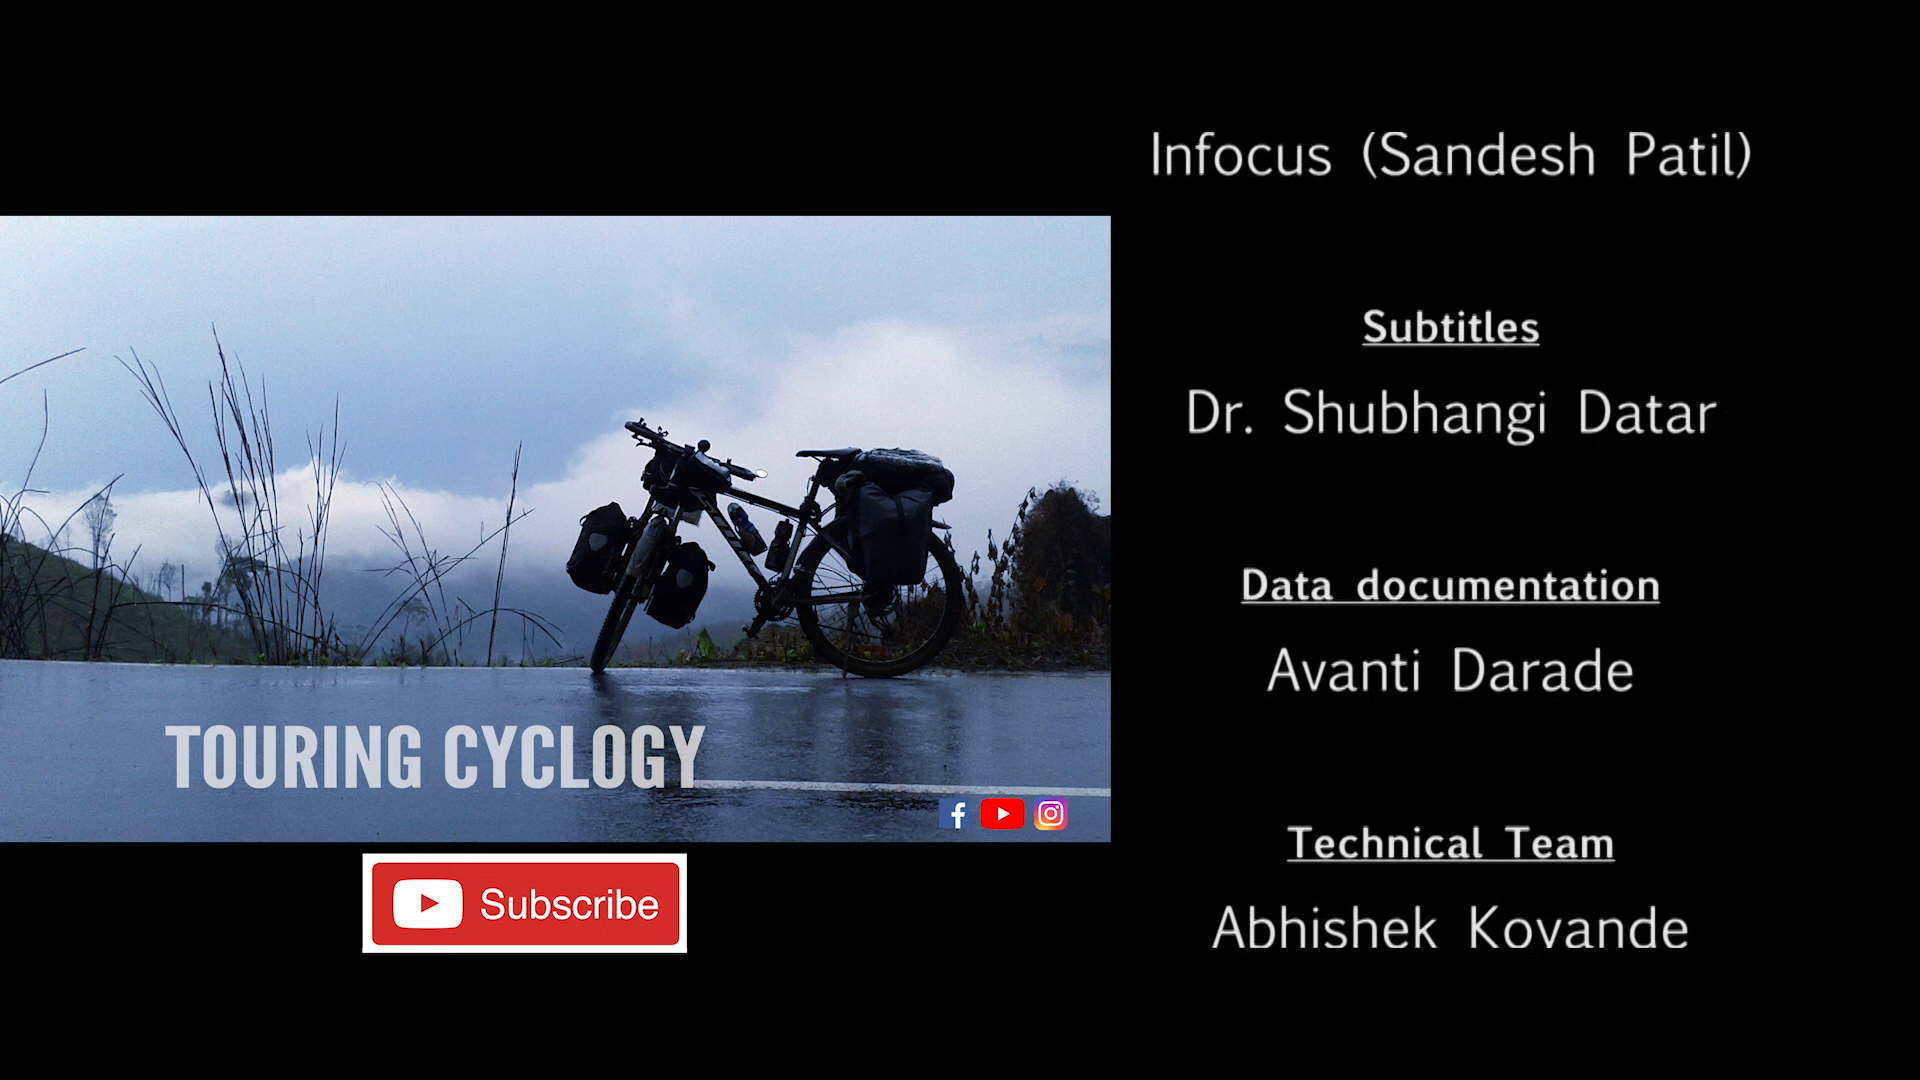 Infocus (Sandesh Patil)
Subtitles
Dr. Shubhangi Datar
Data documentation
Avanti Darade
Technical Team
Abhishek Kovande
TOURING CYCLOGY
Subscribe